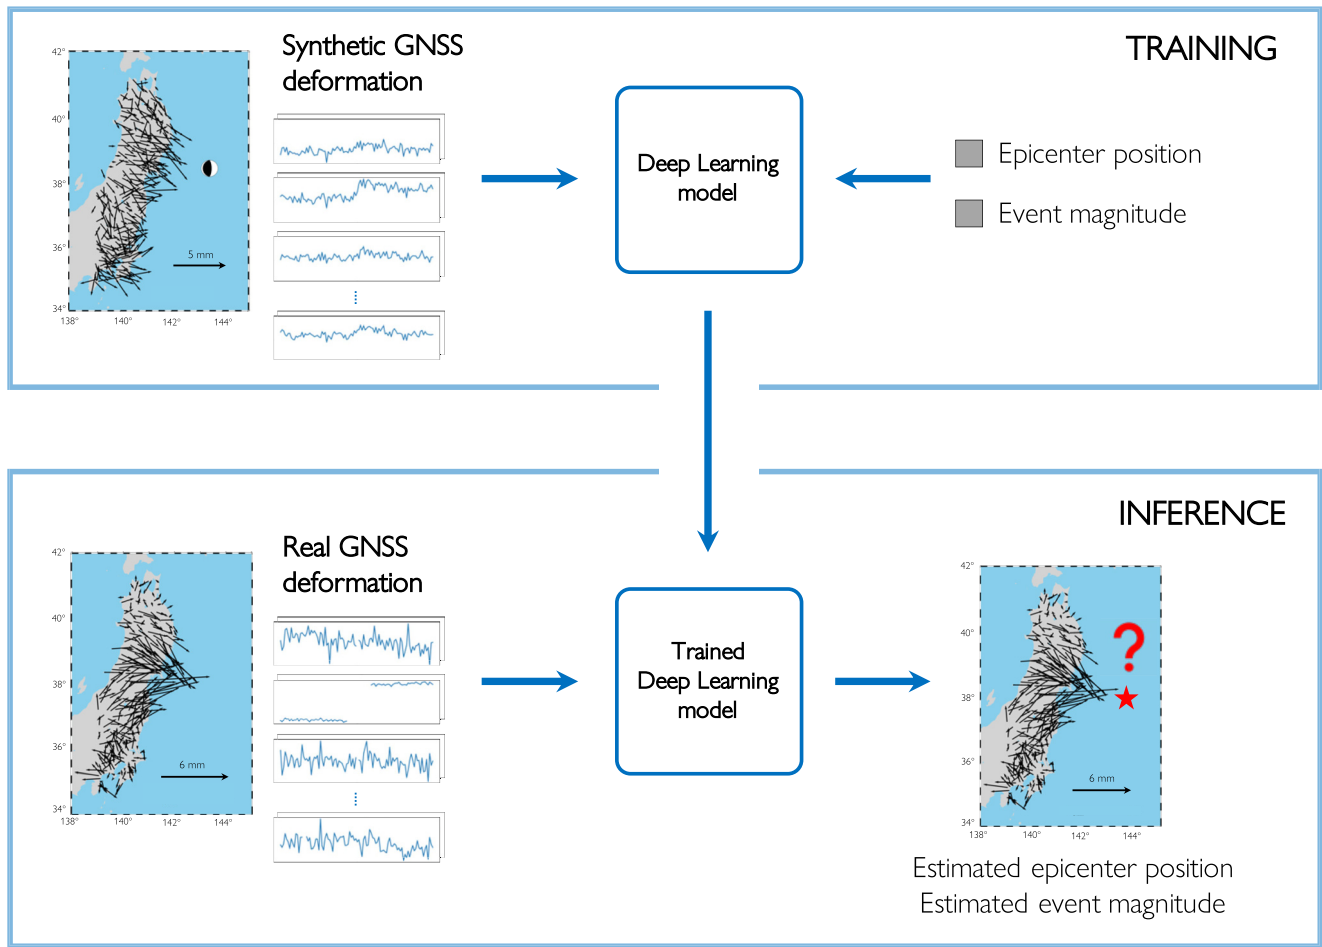 TRAINING
Synthetic GNSS
deformation
42°
40°
38°
36°
34°
138°
140°
142°
144°
5 mm
Deep Learning
model
Epicenter position
Event magnitude
INFERENCE
Real GNSS
deformation
42°
40°
38°
36°
34°
138°
140°
142°
144°
6 mm
Trained
Deep Learning
model
42°
40°
38°
36°
34°
138°
140°
142°
144°
?
6 mm
Estimated epicenter position
Estimated event magnitude